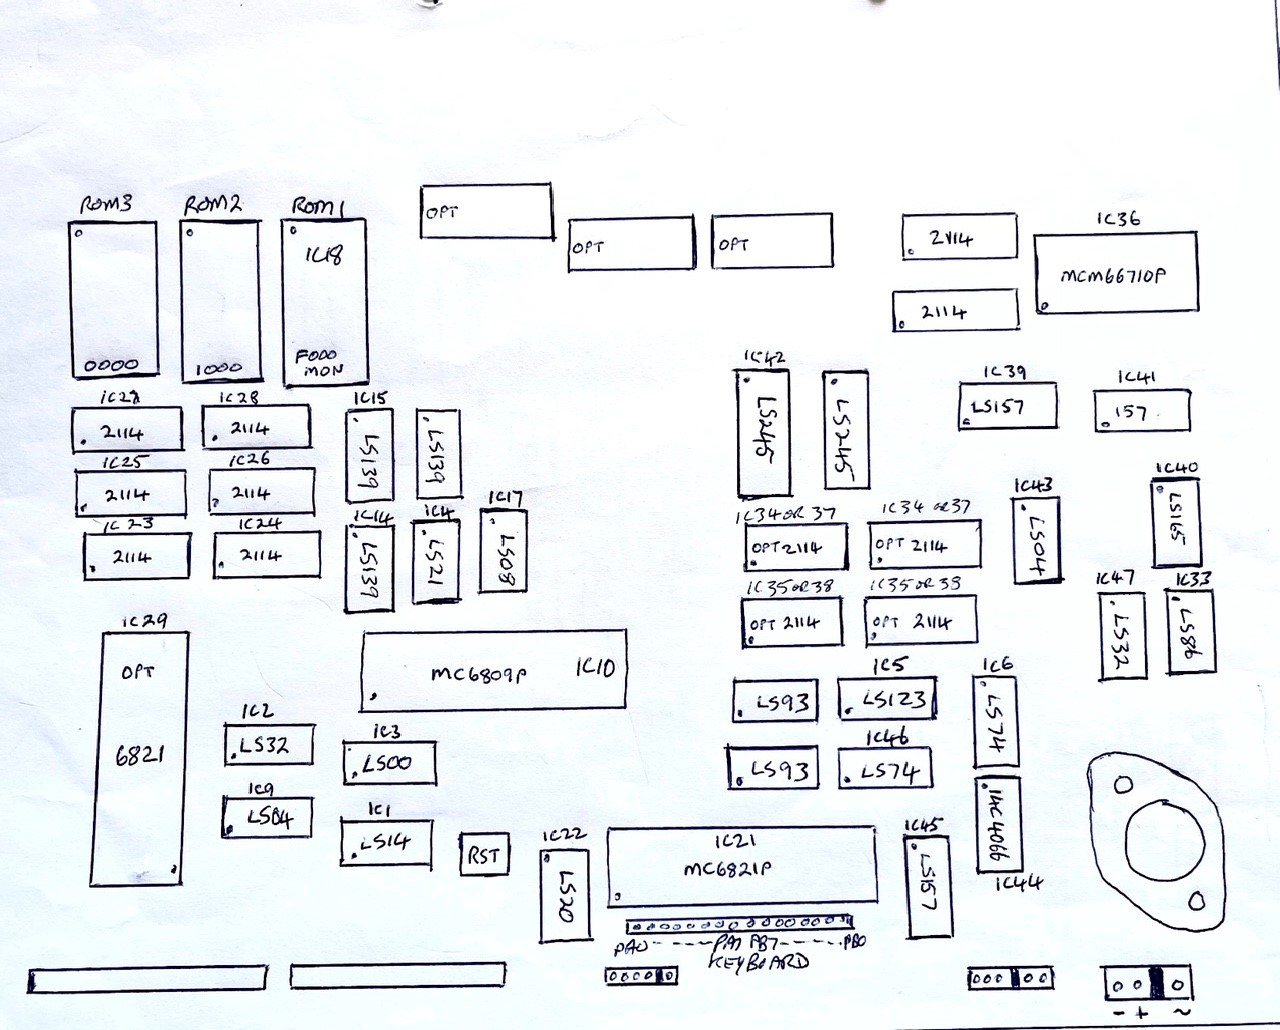 ROM3
ROM2
ROM1
IC18
0000
1000
F000
MON
OPT
OPT
OPT
2114
2114
IC36
MCM66710P
IC28
2114
2114
IC25
2114
IC26
2114
IC23
2114
IC24
2114
IC15
LS139
LS139
IC14
LS139
IC4
LS21
IC17
LS08
IC42
LS245
LS245
IC39
LS157
IC41
157
IC34 OR 37
OPT 2114
IC34 OR 37
OPT 2114
IC35 OR 38
OPT 2114
IC35 OR 38
OPT 2114
IC43
LS04
IC40
LS165
IC47
LS32
IC33
LS86
IC29
OPT
6821
MC6809P IC10
IC2
LS32
IC3
LS00
IC9
IC1
LS14
RST
LS93
IC5
LS123
LS93
IC46
LS74
IC6
LS74
4066
IC44
IC22
LS20
IC21
MC6821P
IC45
LS157
PA0 ------ PA7 PB7 ------ PB0
KEYBOARD
- + ~